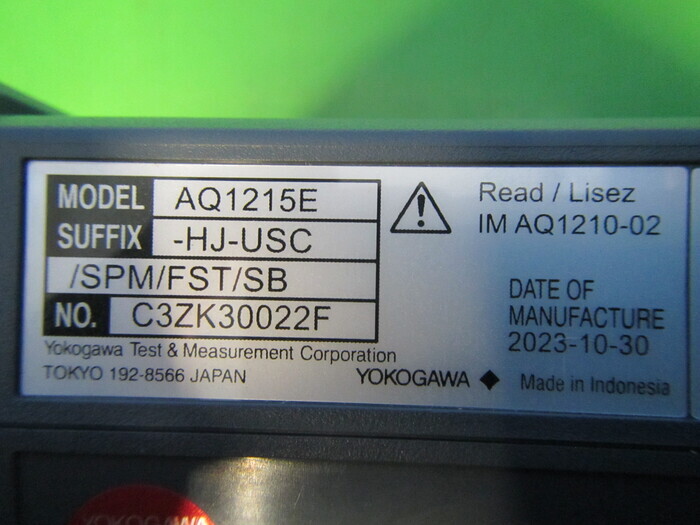 MODEL AQ1215E
SUFFIX -HJ-USC
/SPM/FST/SB
NO. C3ZK30022F
Yokogawa Test & Measurement Corporation
TOKYO 192-8566 JAPAN
YOKOGAWA ◆ Made in Indonesia
Read / Lisez
IM AQ1210-02
DATE OF
MANUFACTURE
2023-10-30
YOKOGAWA